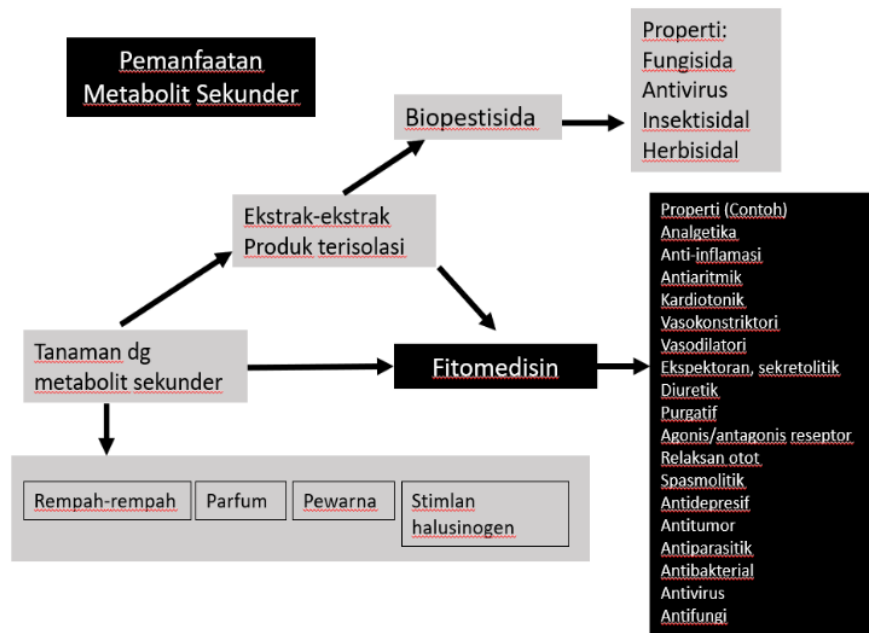 Pemanfaatan
Metabolit Sekunder
Properti:
Fungisida
Antivirus
Insektisidal
Herbisidal
Biopestisida
Ekstrak-ekstrak
Produk terisolasi
Properti (Contoh)
Analgetika
Anti-inflamasi
Antiaritmik
Kardiotonik
Vasokonstriktori
Vasodilatori
Ekspektoran, sekretolitik
Diuretik
Purgatif
Agonis/antagonis reseptor
Relaksan otot
Spasmolitik
Antidepresif
Antitumor
Antiparasitik
Antibakterial
Antivirus
Antifungi
Tanaman dg
metabolit sekunder
Fitomedisin
Rempah-rempah
Parfum
Pewarna
Stimlan
halusinogen